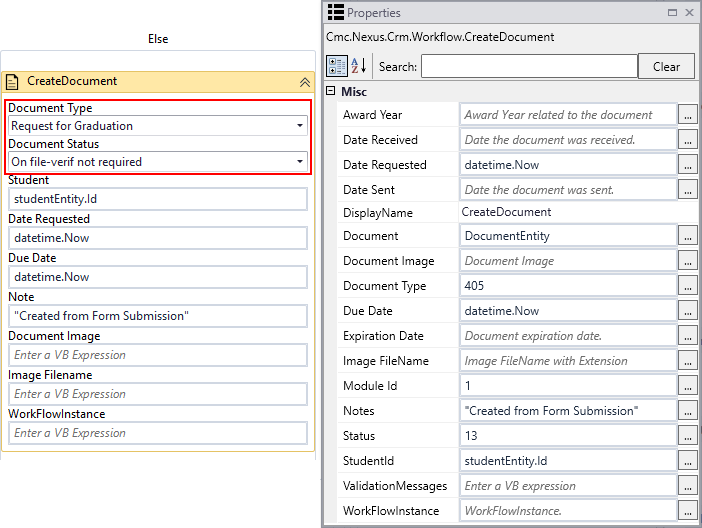 Else
CreateDocument
Document Type
Request for Graduation
Document Status
On file-verif not required
Student
studentEntity.Id
Date Requested
datetime.Now
Due Date
datetime.Now
Note
"Created from Form Submission"
Document Image
Enter a VB Expression
Image Filename
Enter a VB Expression
WorkFlowInstance
Enter a VB Expression
Properties
Cmc.Nexus.Crm.Workflow.CreateDocument
Search: Clear
Misc
Award Year Award Year related to the document ...
Date Received Date the document was received. ...
Date Requested datetime.Now ...
Date Sent Date the document was sent. ...
DisplayName CreateDocument
Document DocumentEntity ...
Document Image Document Image ...
Document Type 405 ...
Due Date datetime.Now ...
Expiration Date Document expiration date. ...
Image FileName Image FileName with Extension ...
Module Id 1 ...
Notes "Created from Form Submission" ...
Status 13 ...
StudentId studentEntity.Id ...
ValidationMessages Enter a VB expression ...
WorkFlowInstance WorkFlowInstance. ...